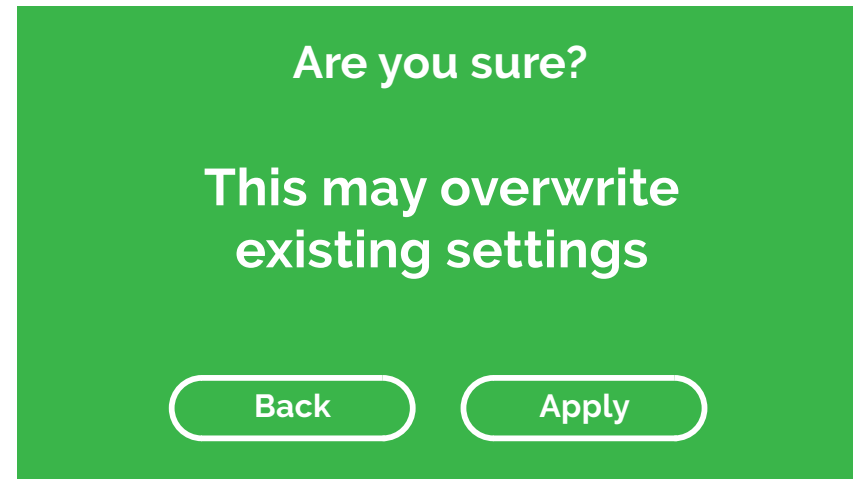 Are you sure?
This may overwrite
existing settings
Back
Apply